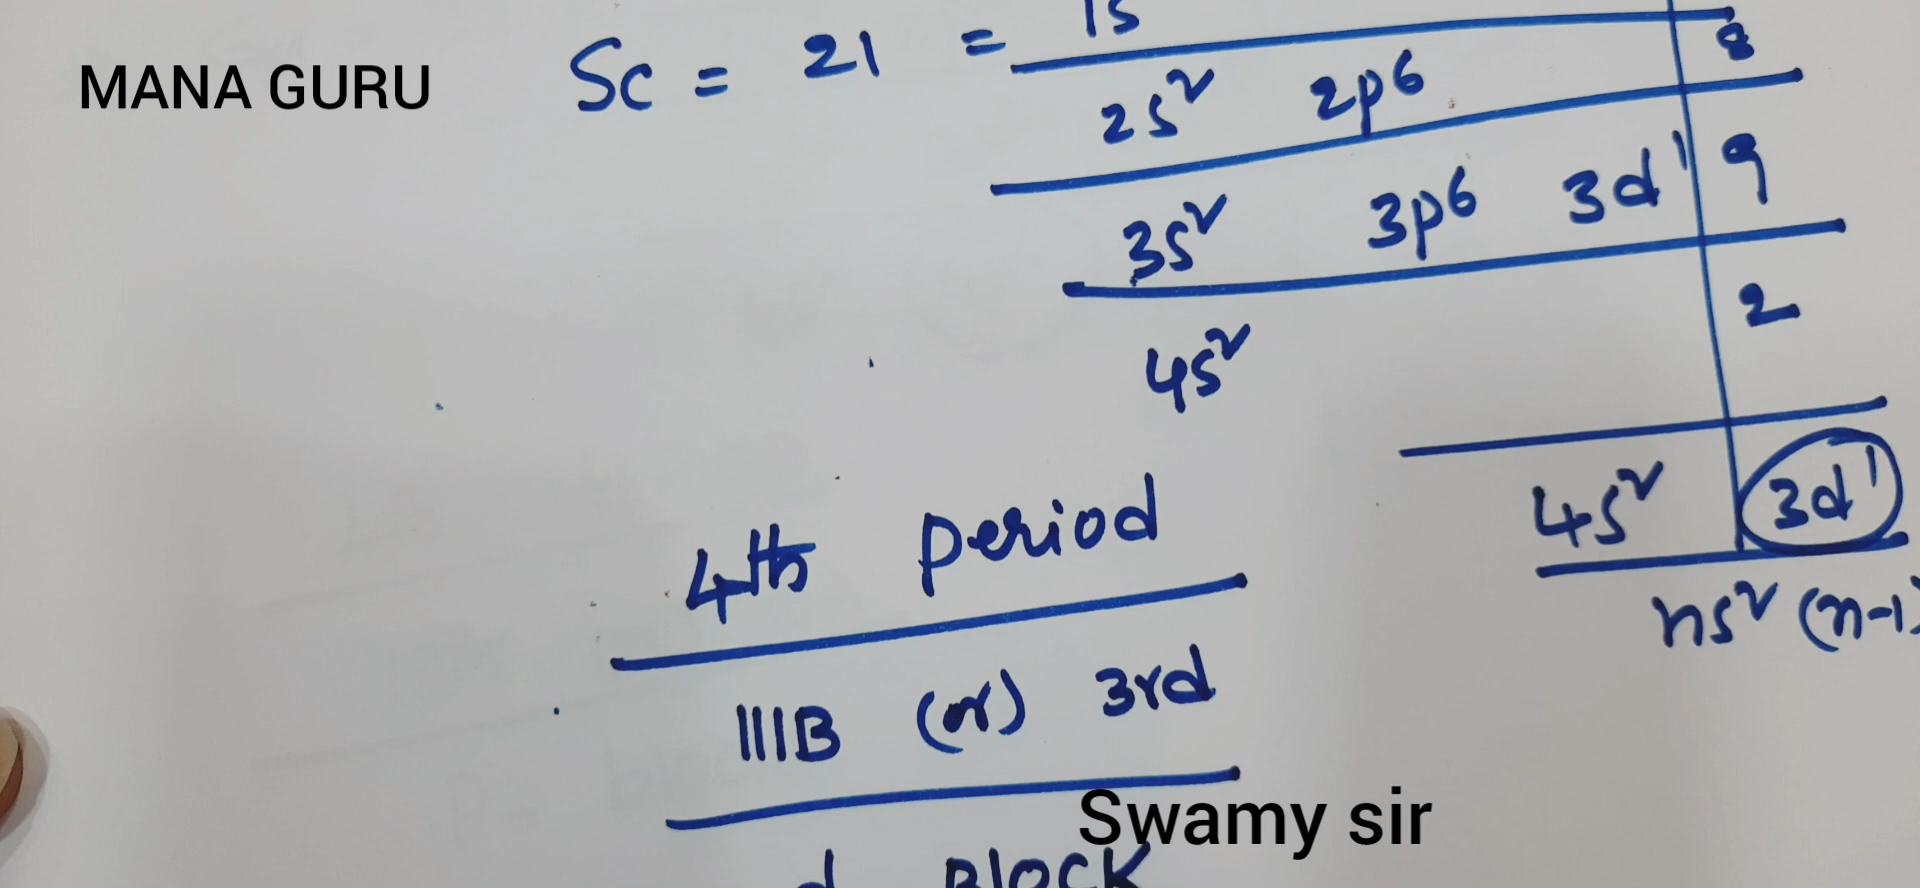 MANA GURU
Sc = 21 = 1s
2s² 2p6 8
3s² 3p6 3d¹ 9
4s² 2
4s² 3d¹
ns² (n-1)
4th period
IIIB (or) 3rd
d BLOCK
Swamy sir